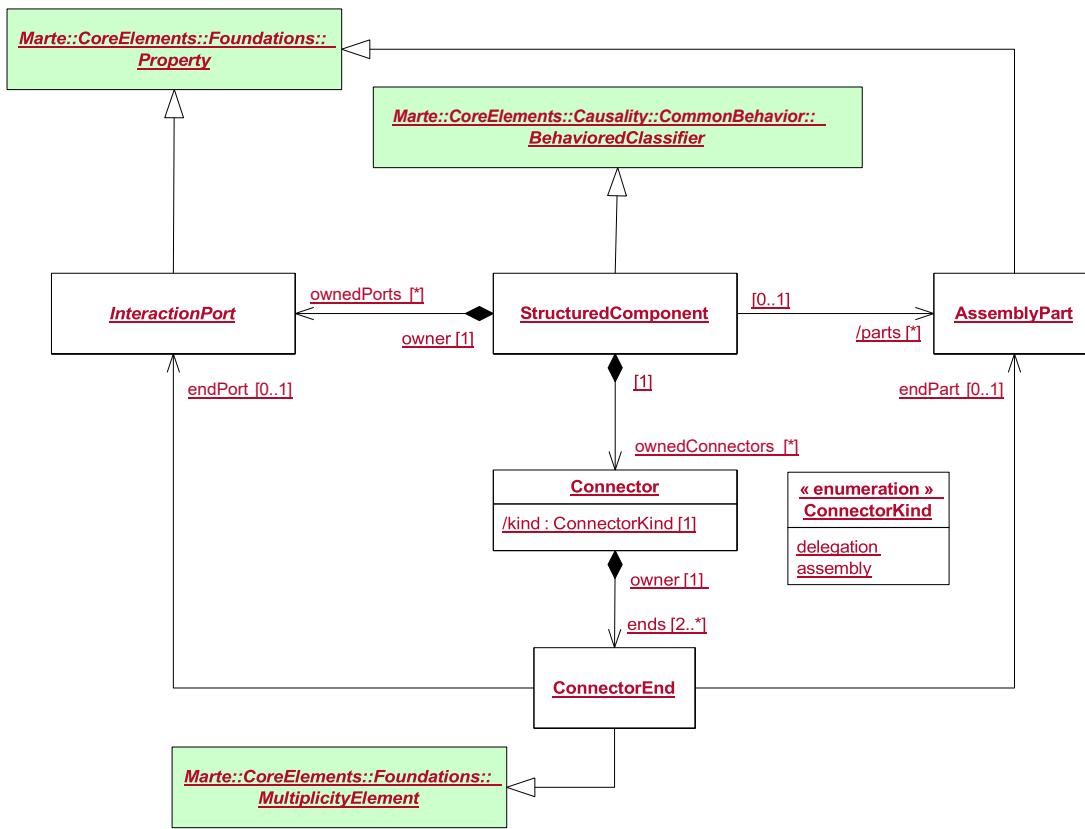 Marte::CoreElements::Foundations::
Property
Marte::CoreElements::Causality::CommonBehavior::
BehavioredClassifier
InteractionPort
ownedPorts [*]
owner [1]
StructuredComponent
[0..1]
/parts [*]
AssemblyPart
endPort [0..1]
[1]
endPart [0..1]
ownedConnectors [*]
Connector
/kind : ConnectorKind [1]
« enumeration »
ConnectorKind
delegation
assembly
owner [1]
ends [2..*]
ConnectorEnd
Marte::CoreElements::Foundations::
MultiplicityElement